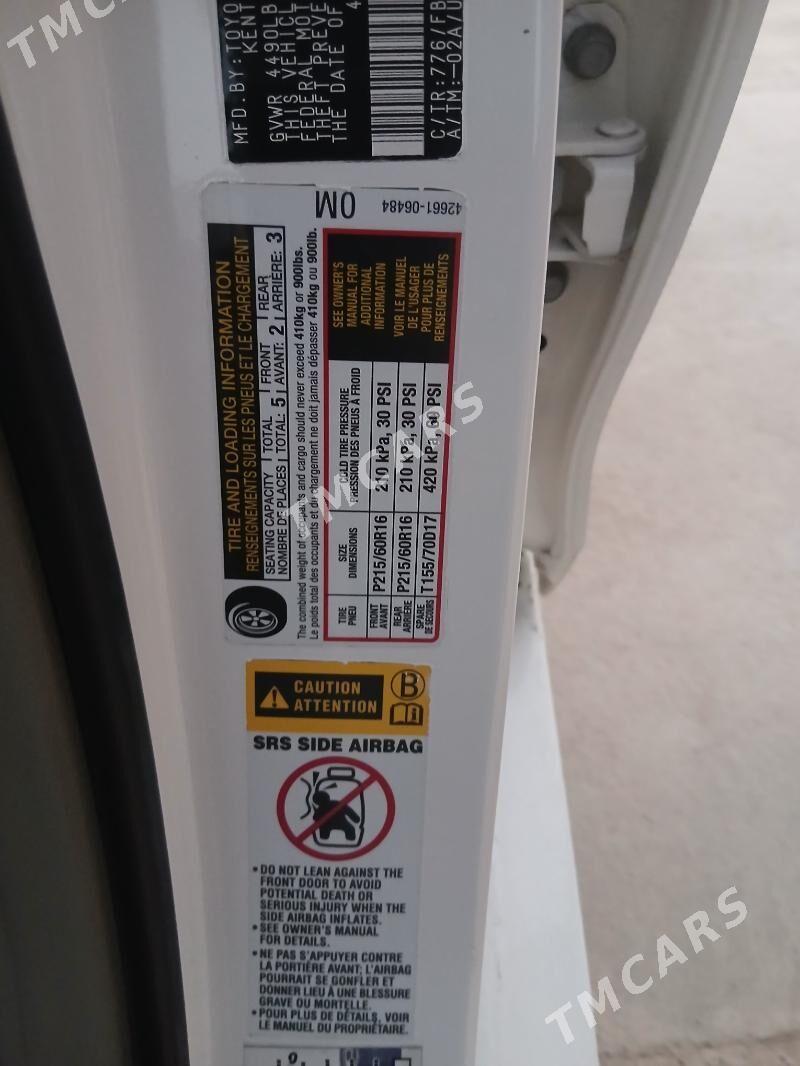 MFD.BY:TOYO
KENT
GVWR 4490LB
THIS VEHICL
FEDERAL MOT
THEFT PREVE
THE DATE OF
4
C/TR:776/FB
A/TM:-02A/U
0M
42661-06484
TIRE AND LOADING INFORMATION
RENSEIGNEMENTS SUR LES PNEUS ET LE CHARGEMENT
SEATING CAPACITY | TOTAL 5 | FRONT 2 | REAR 3
NOMBRE DE PLACES | TOTAL: | AVANT: | ARRIÈRE:
The combined weight of occupants and cargo should never exceed 410kg or 900lbs.
Le poids total des occupants et du chargement ne doit jamais dépasser 410kg ou 900lb.
TIRE PNEU
SIZE DIMENSIONS
COLD TIRE PRESSURE
PRESSION DES PNEUS À FROID
FRONT AVANT P215/60R16 210 kPa, 30 PSI
REAR ARRIÈRE P215/60R16 210 kPa, 30 PSI
SPARE DE SECOURS T155/70D17 420 kPa, 60 PSI
SEE OWNER'S
MANUAL FOR
ADDITIONAL
INFORMATION
VOIR LE MANUEL
DE L'USAGER
POUR PLUS DE
RENSEIGNEMENTS
CAUTION
ATTENTION
B
SRS SIDE AIRBAG
• DO NOT LEAN AGAINST THE
FRONT DOOR TO AVOID
POTENTIAL DEATH OR
SERIOUS INJURY WHEN THE
SIDE AIRBAG INFLATES.
• SEE OWNER'S MANUAL
FOR DETAILS.
• NE PAS S'APPUYER CONTRE
LA PORTIÈRE AVANT; L'AIRBAG
POURRAIT SE GONFLER ET
DONNER LIEU À UNE BLESSURE
GRAVE OU MORTELLE.
• POUR PLUS DE DÉTAILS, VOIR
LE MANUEL DU PROPRIÉTAIRE.
TMCARS
TMCARS
TMCARS